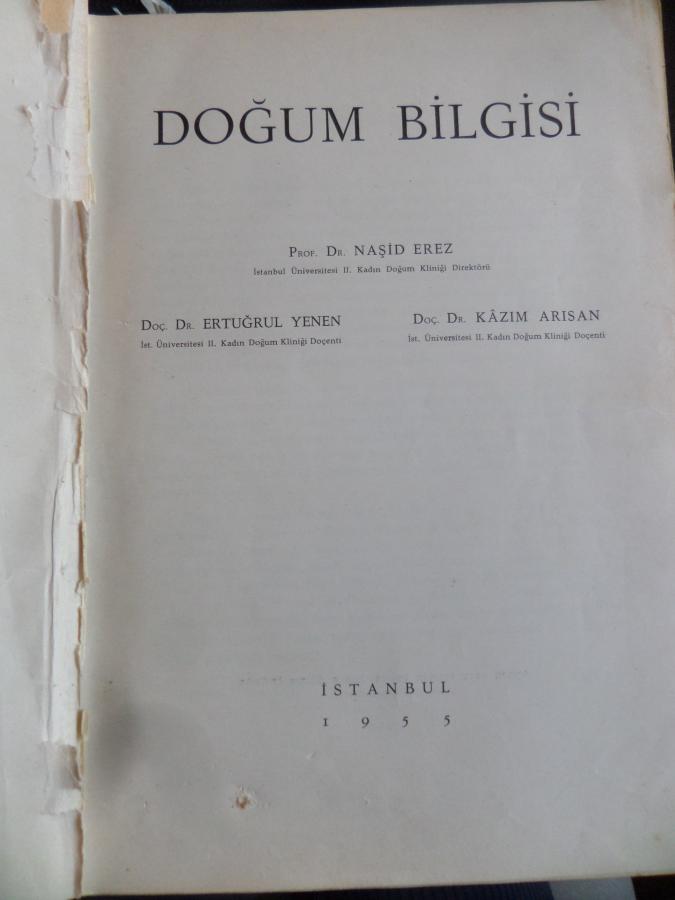 DOĞUM BİLGİSİ
PROF. DR. NAŞİD EREZ
İstanbul Üniversitesi II. Kadın Doğum Kliniği Direktörü
DOÇ. DR. ERTUĞRUL YENEN
İst. Üniversitesi II. Kadın Doğum Kliniği Doçenti
DOÇ. DR. KÂZIM ARISAN
İst. Üniversitesi II. Kadın Doğum Kliniği Doçenti
İSTANBUL
1955